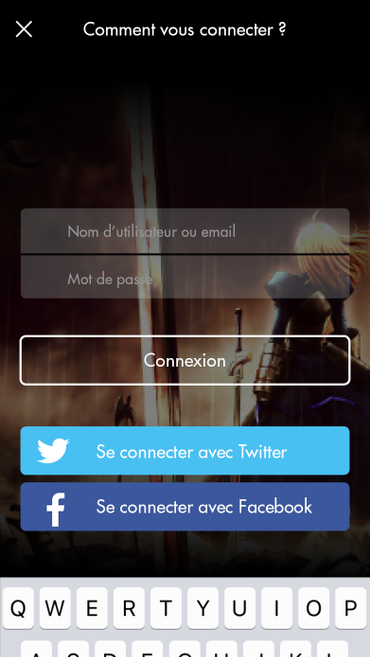 Comment vous connecter ?
Nom d'utilisateur ou email
Mot de passe
Connexion
Se connecter avec Twitter
Se connecter avec Facebook
Q W E R T Y U I O P